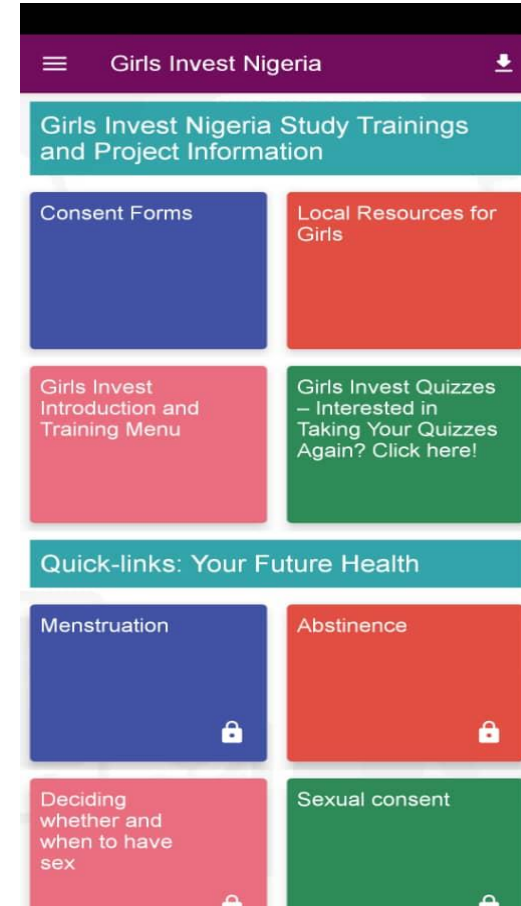 Girls Invest Nigeria
Girls Invest Nigeria Study Trainings
and Project Information
Consent Forms
Local Resources for
Girls
Girls Invest
Introduction and
Training Menu
Girls Invest Quizzes
– Interested in
Taking Your Quizzes
Again? Click here!
Quick-links: Your Future Health
Menstruation
Abstinence
Deciding
whether and
when to have
sex
Sexual consent